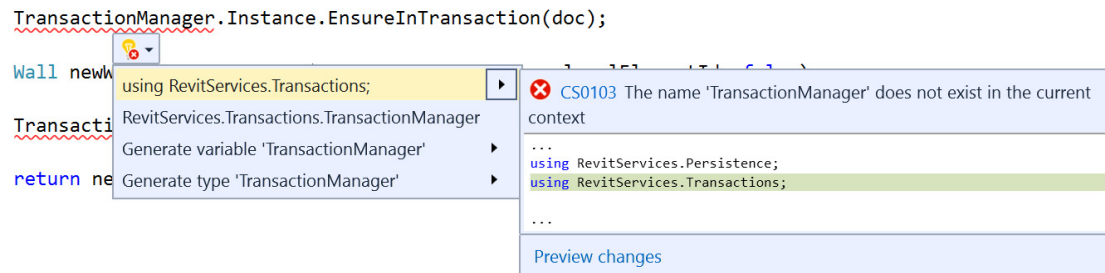 TransactionManager.Instance.EnsureInTransaction(doc);
Wall
using RevitServices.Transactions;
RevitServices.Transactions.TransactionManager
Generate variable 'TransactionManager'
Generate type 'TransactionManager'
Transacti
return ne
CS0103 The name 'TransactionManager' does not exist in the current
context
...
using RevitServices.Persistence;
using RevitServices.Transactions;
...
Preview changes